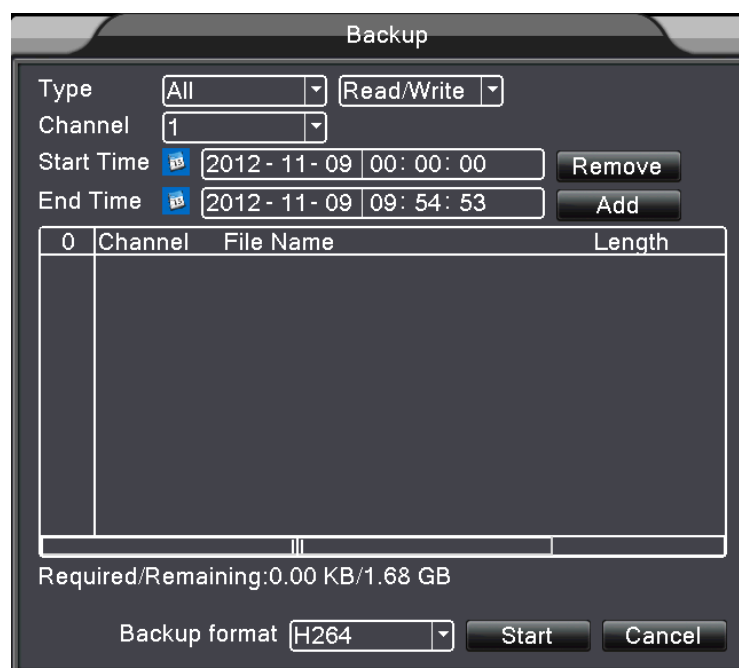 Backup
Type All Read/Write
Channel 1
Start Time 2012 - 11 - 09 00: 00: 00 Remove
End Time 2012 - 11 - 09 09: 54: 53 Add
0 Channel File Name Length
Required/Remaining:0.00 KB/1.68 GB
Backup format H264 Start Cancel